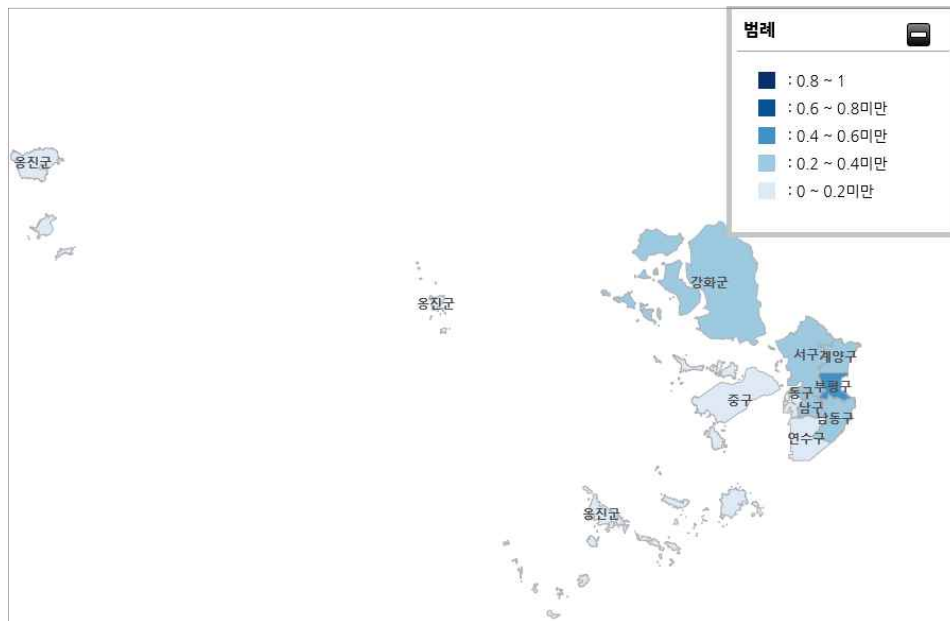 범례
: 0.8 ~ 1
: 0.6 ~ 0.8미만
: 0.4 ~ 0.6미만
: 0.2 ~ 0.4미만
: 0 ~ 0.2미만
옹진군
강화군
옹진군
서구
계양구
부평구
동구
중구
남구
남동구
연수구
옹진군